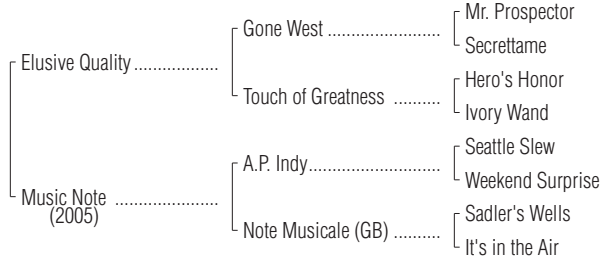 Mr. Prospector
Gone West ......................
Secrettame
Elusive Quality ................
Hero's Honor
Touch of Greatness ..........
Ivory Wand
Seattle Slew
A.P. Indy..........................
Weekend Surprise
Music Note ....................
(2005)
Sadler's Wells
Note Musicale (GB) ..........
It's in the Air